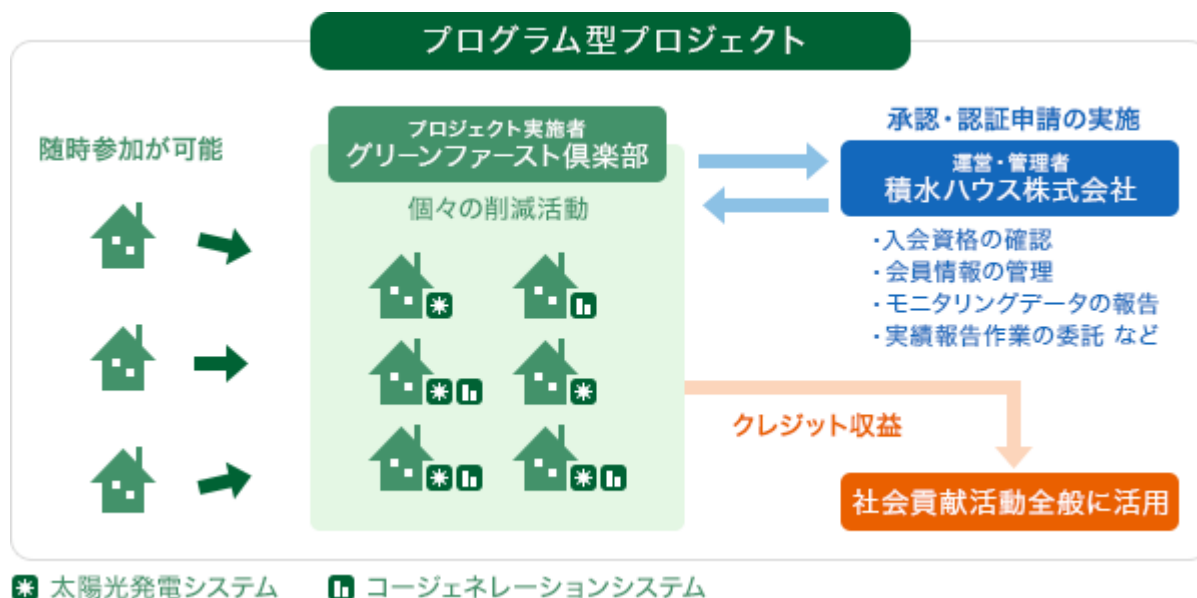 プログラム型プロジェクト
随時参加が可能
プロジェクト実施者
グリーンファースト倶楽部
個々の削減活動
承認・認証申請の実施
運営・管理者
積水ハウス株式会社
・入会資格の確認
・会員情報の管理
・モニタリングデータの報告
・実績報告作業の委託 など
クレジット収益
社会貢献活動全般に活用
太陽光発電システム
コージェネレーションシステム